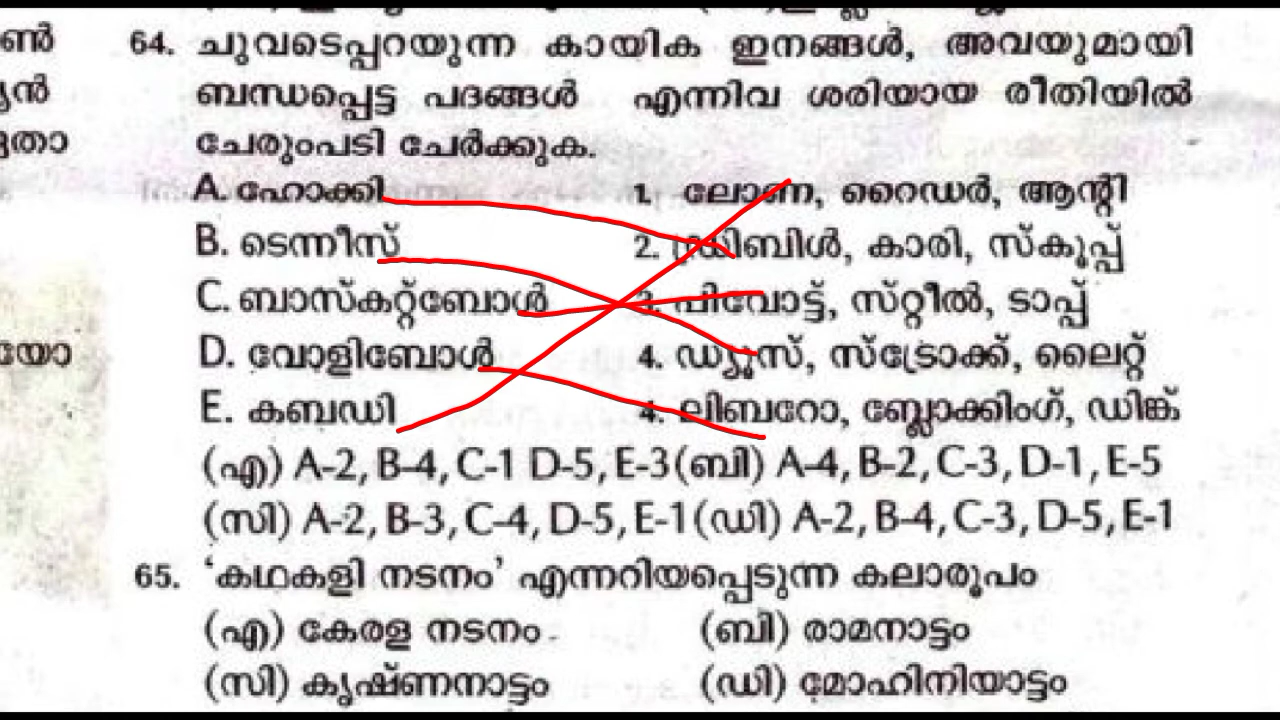 ൺ
64. ചുവടെപ്പറയുന്ന കായിക ഇനങ്ങൾ, അവയുമായി
ബന്ധപ്പെട്ട പദങ്ങൾ എന്നിവ ശരിയായ രീതിയിൽ
ചേരുംപടി ചേർക്കുക.
A. ഹോക്കി 1. ലോണ, റൈഡർ, ആന്റി
B. ടെന്നീസ് 2. ഡ്രിബിൾ, കാരി, സ്കൂപ്പ്
C. ബാസ്കറ്റ്ബോൾ 3. പിവോട്ട്, സ്റ്റീൽ, ടാപ്പ്
D. വോളിബോൾ 4. ഡ്യൂസ്, സ്ട്രോക്ക്, ലൈറ്റ്
E. കബഡി 4. ലിബറോ, ബ്ലോക്കിംഗ്, ഡിങ്ക്
(എ) A-2, B-4, C-1 D-5, E-3 (ബി) A-4, B-2, C-3, D-1, E-5
(സി) A-2, B-3, C-4, D-5, E-1 (ഡി) A-2, B-4, C-3, D-5, E-1
65. ‘കഥകളി നടനം’ എന്നറിയപ്പെടുന്ന കലാരൂപം
(എ) കേരള നടനം (ബി) രാമനാട്ടം
(സി) കൃഷ്ണനാട്ടം (ഡി) മോഹിനിയാട്ടം